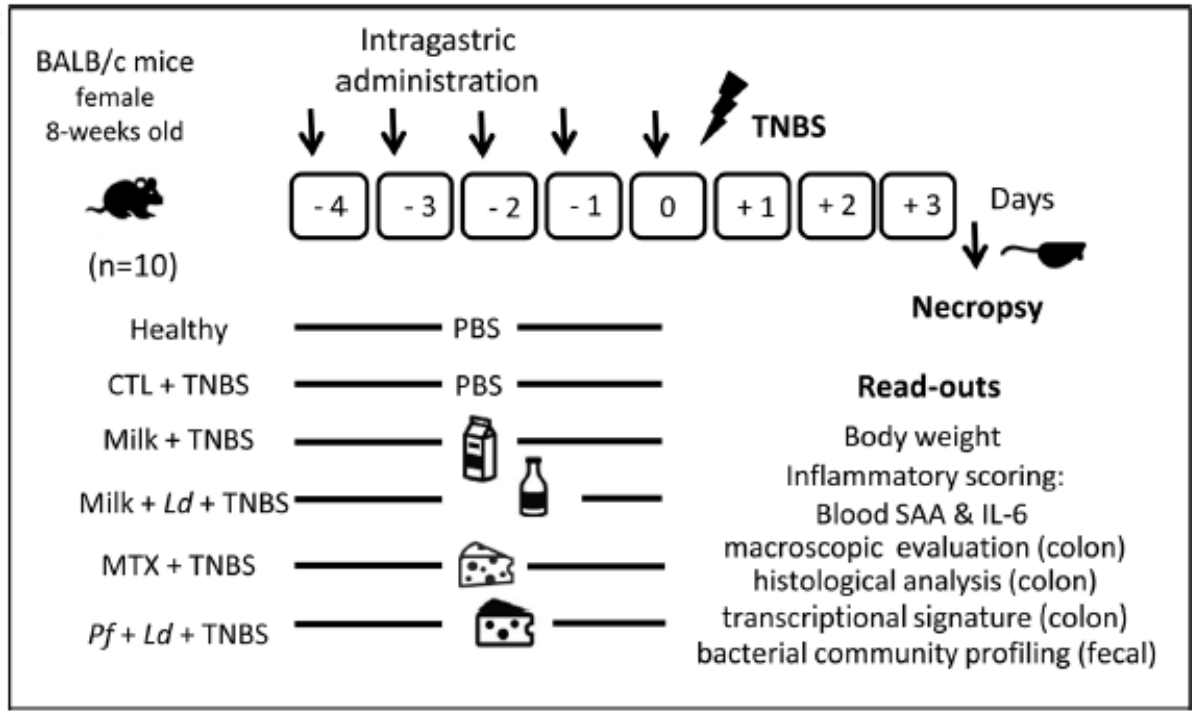 BALB/c mice
female
8-weeks old
(n=10)
Intragastric
administration
TNBS
- 4 - 3 - 2 - 1 0 + 1 + 2 + 3 Days
Necropsy
Healthy PBS
CTL + TNBS PBS
Milk + TNBS
Milk + Ld + TNBS
MTX + TNBS
Pf + Ld + TNBS
Read-outs
Body weight
Inflammatory scoring:
Blood SAA & IL-6
macroscopic evaluation (colon)
histological analysis (colon)
transcriptional signature (colon)
bacterial community profiling (fecal)